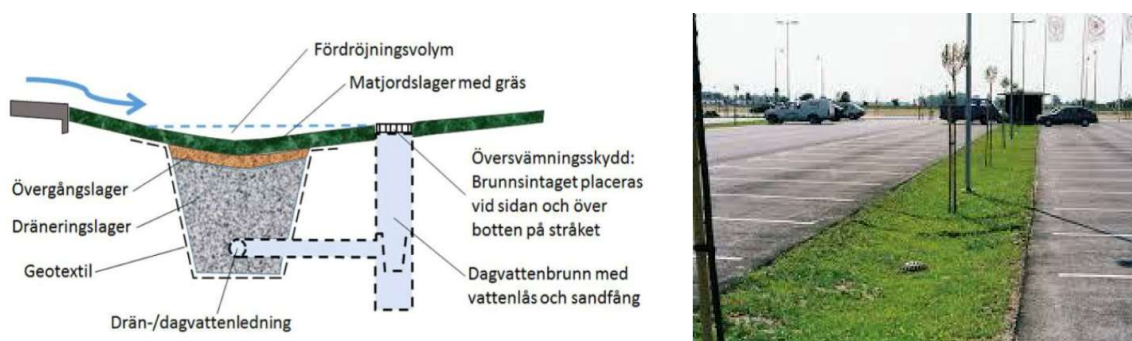 Fördröjningsvolym
Matjordslager med gräs
Övergångslager
Dräneringslager
Geotextil
Drän-/dagvattenledning
Översvämningsskydd:
Brunnsintaget placeras
vid sidan och över
botten på stråket
Dagvattenbrunn med
vattenlås och sandfång